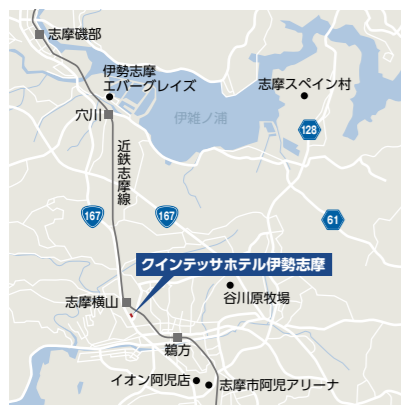 志摩磯部
伊勢志摩
エバーグレイズ
志摩スペイン村
穴川
伊雑ノ浦
128
近鉄志摩線
167
167
61
クインテッサホテル伊勢志摩
志摩横山
谷川原牧場
鵜方
イオン阿児店
志摩市阿児アリーナ